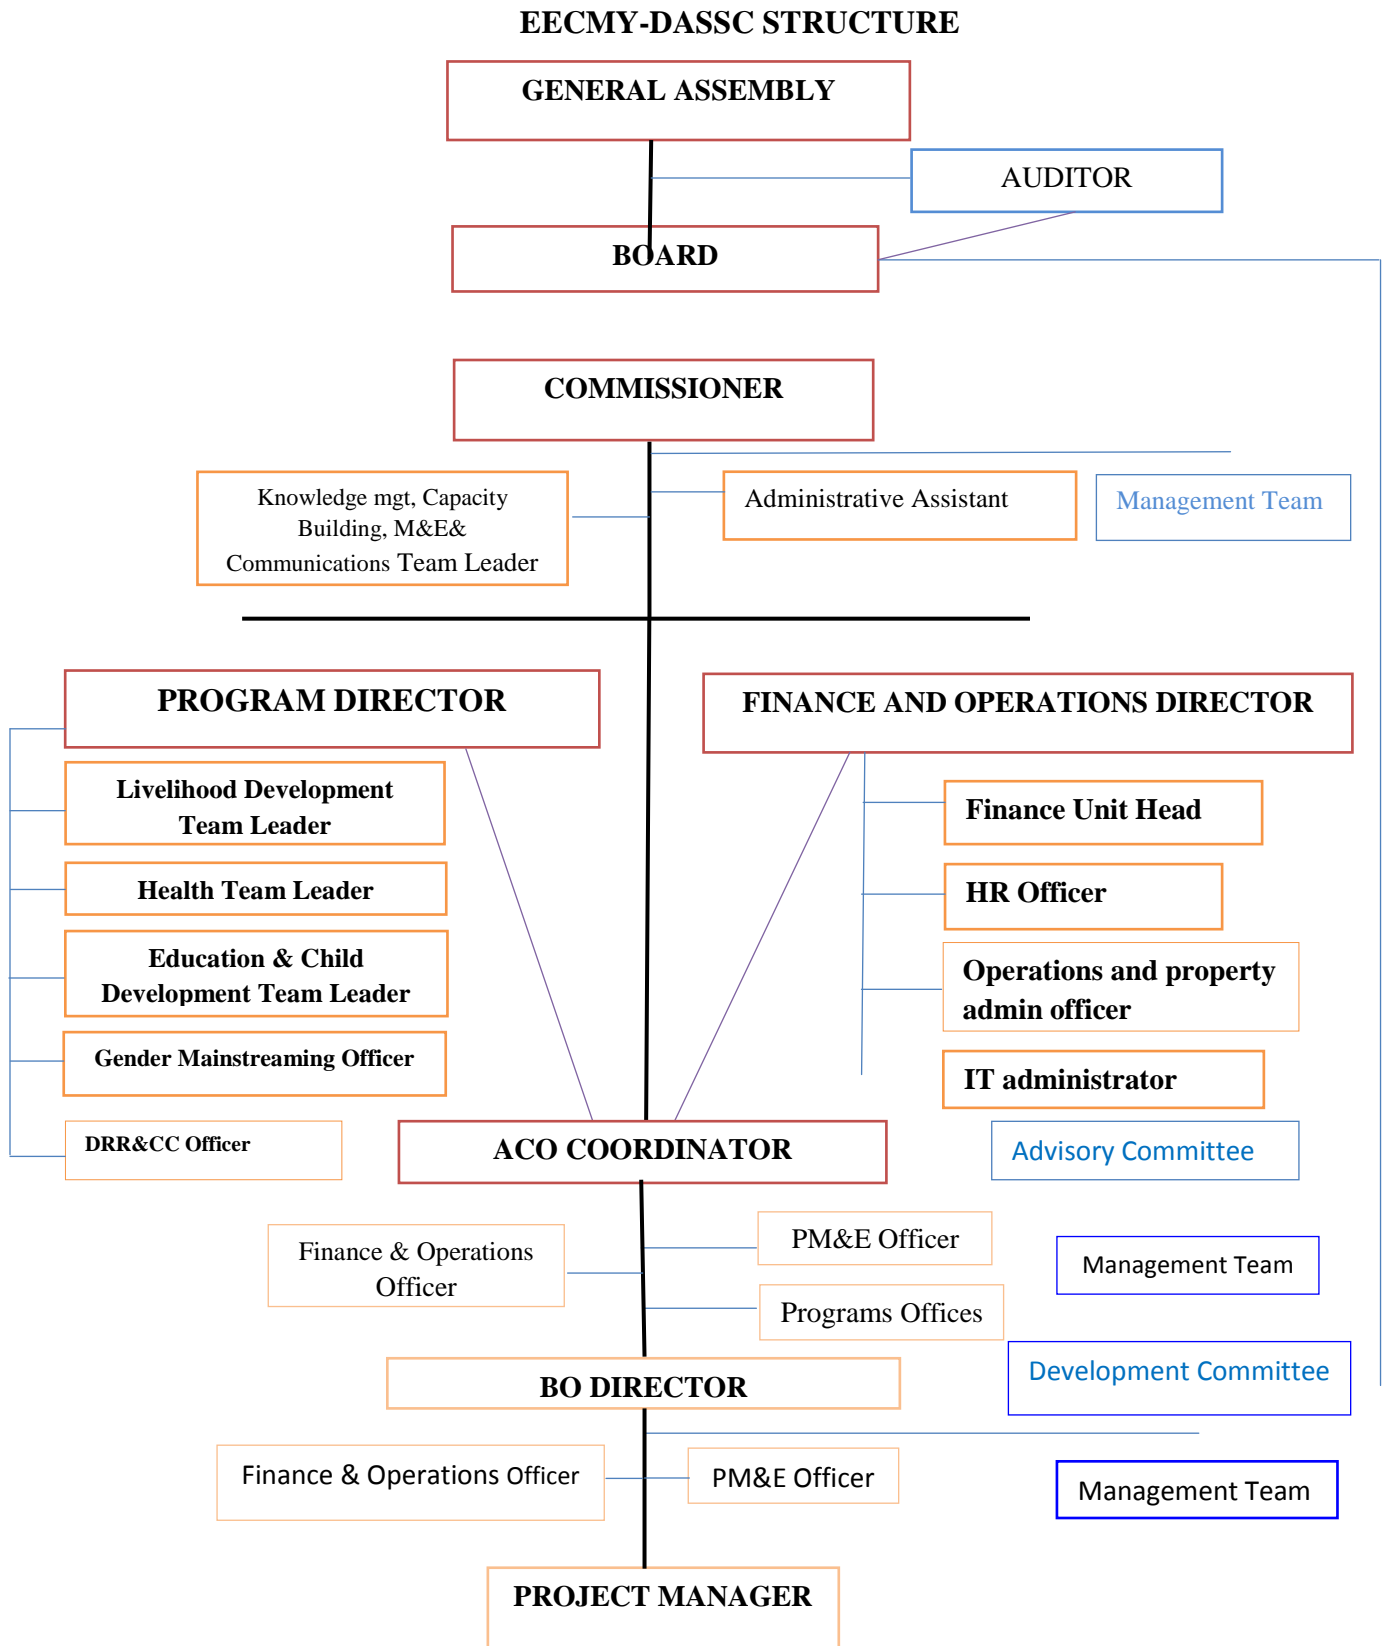 EECMY-DASSC STRUCTURE
GENERAL ASSEMBLY
AUDITOR
BOARD
COMMISSIONER
Knowledge mgt, Capacity
Building, M&E&
Communications Team Leader
Administrative Assistant
Management Team
PROGRAM DIRECTOR
FINANCE AND OPERATIONS DIRECTOR
Livelihood Development
Team Leader
Finance Unit Head
Health Team Leader
HR Officer
Education & Child
Development Team Leader
Operations and property
admin officer
Gender Mainstreaming Officer
IT administrator
DRR&CC Officer
ACO COORDINATOR
Advisory Committee
Finance & Operations
Officer
PM&E Officer
Management Team
Programs Offices
BO DIRECTOR
Development Committee
Finance & Operations Officer
PM&E Officer
Management Team
PROJECT MANAGER